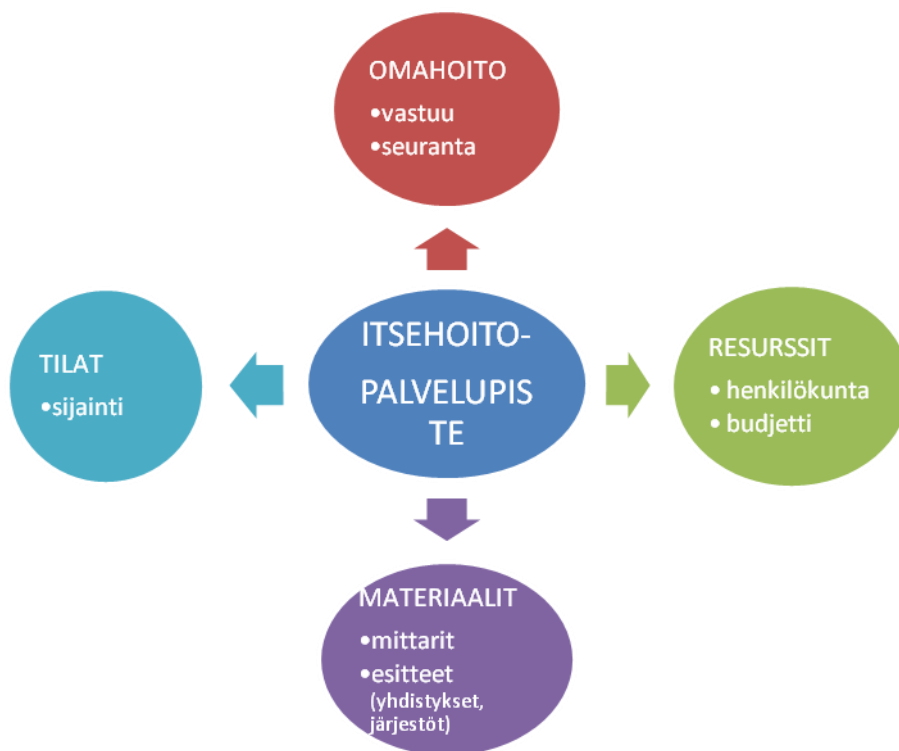 OMAHOITO
•vastuu
•seuranta
TILAT
•sijainti
ITSEHOITO-
PALVELUPIS
TE
RESURSSIT
• henkilökunta
• budjetti
MATERIAALIT
•mittarit
•esitteet
(yhdistykset,
järjestöt)